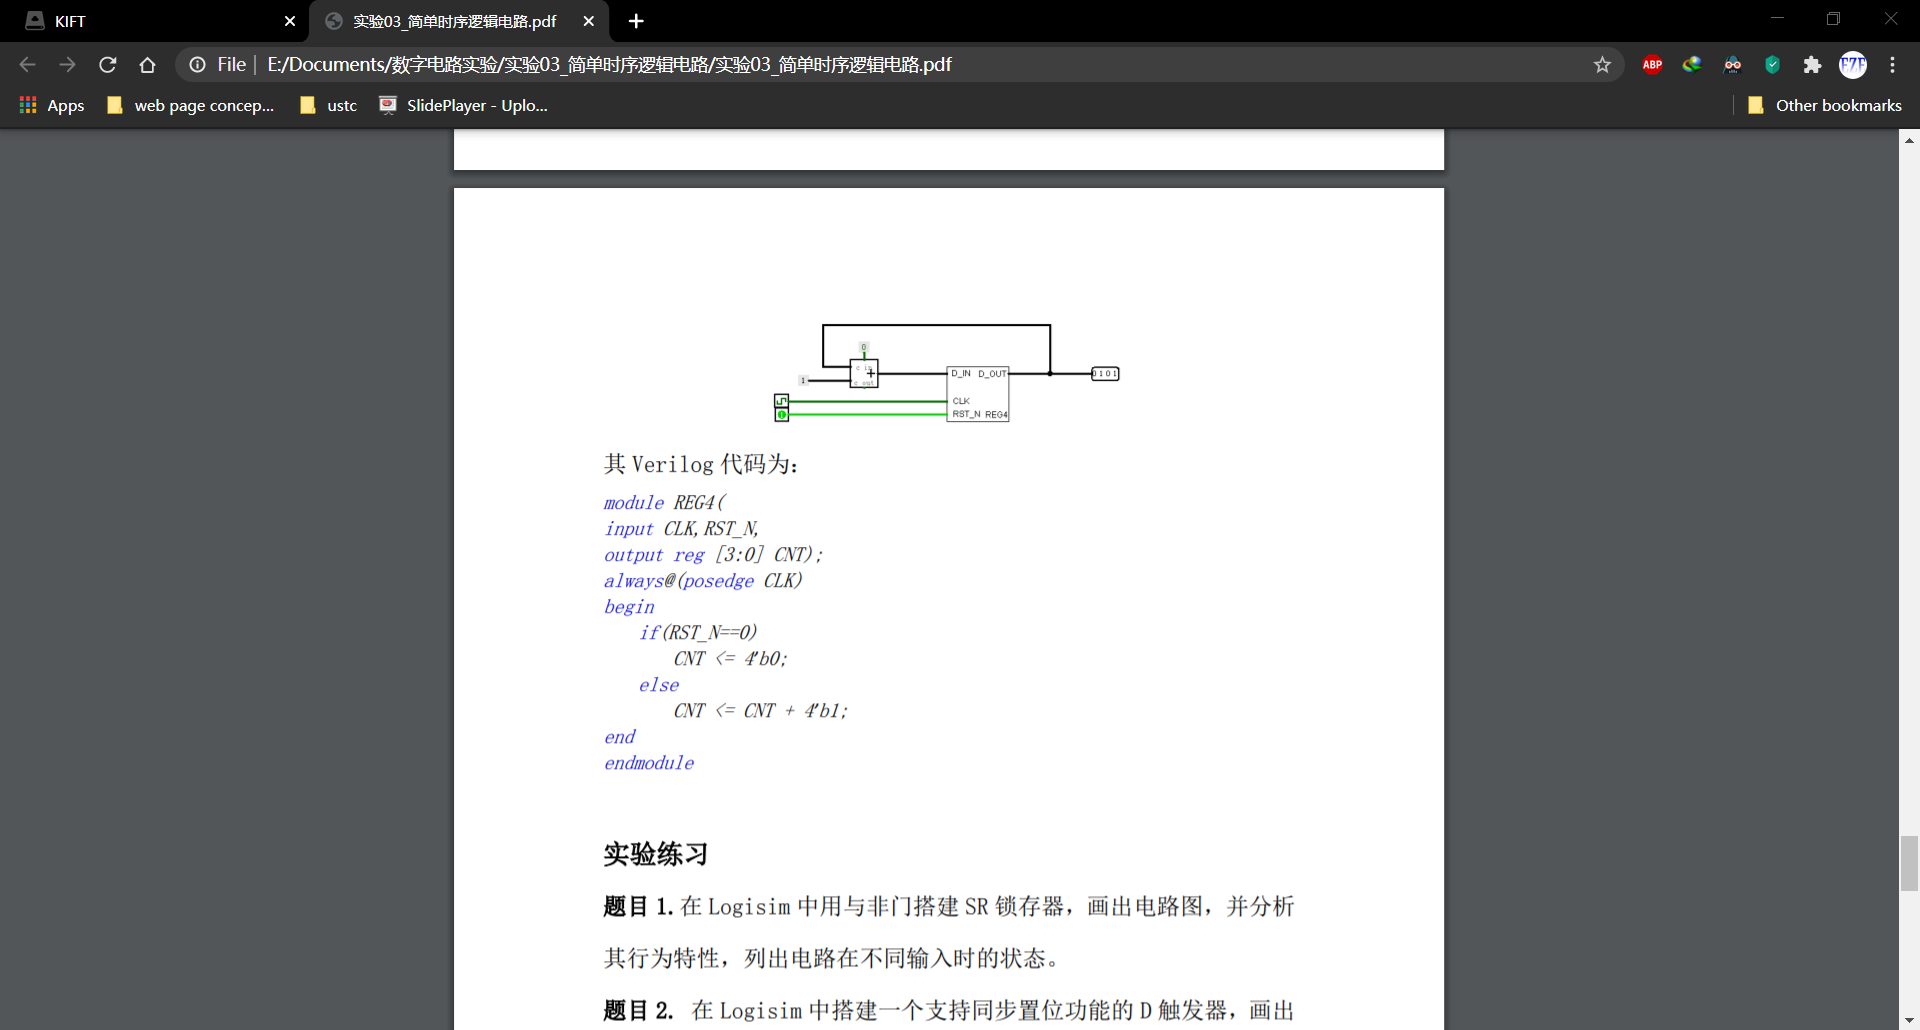 KIFT
实验03_简单时序逻辑电路.pdf
File
E:/Documents/数字电路实验/实验03_简单时序逻辑电路/实验03_简单时序逻辑电路.pdf
ABP
FZF
Apps
web page concep...
ustc
SlidePlayer - Uplo...
Other bookmarks
0
c in
1
c out
D_IN D_OUT
0101
CLK
RST_N REG4
其 Verilog 代码为：
module REG4(
input CLK,RST_N,
output reg [3:0] CNT);
always@(posedge CLK)
begin
if(RST_N==0)
CNT <= 4'b0;
else
CNT <= CNT + 4'b1;
end
endmodule
实验练习
题目 1. 在 Logisim 中用与非门搭建 SR 锁存器，画出电路图，并分析
其行为特性，列出电路在不同输入时的状态。
题目 2. 在 Logisim 中搭建一个支持同步置位功能的 D 触发器，画出